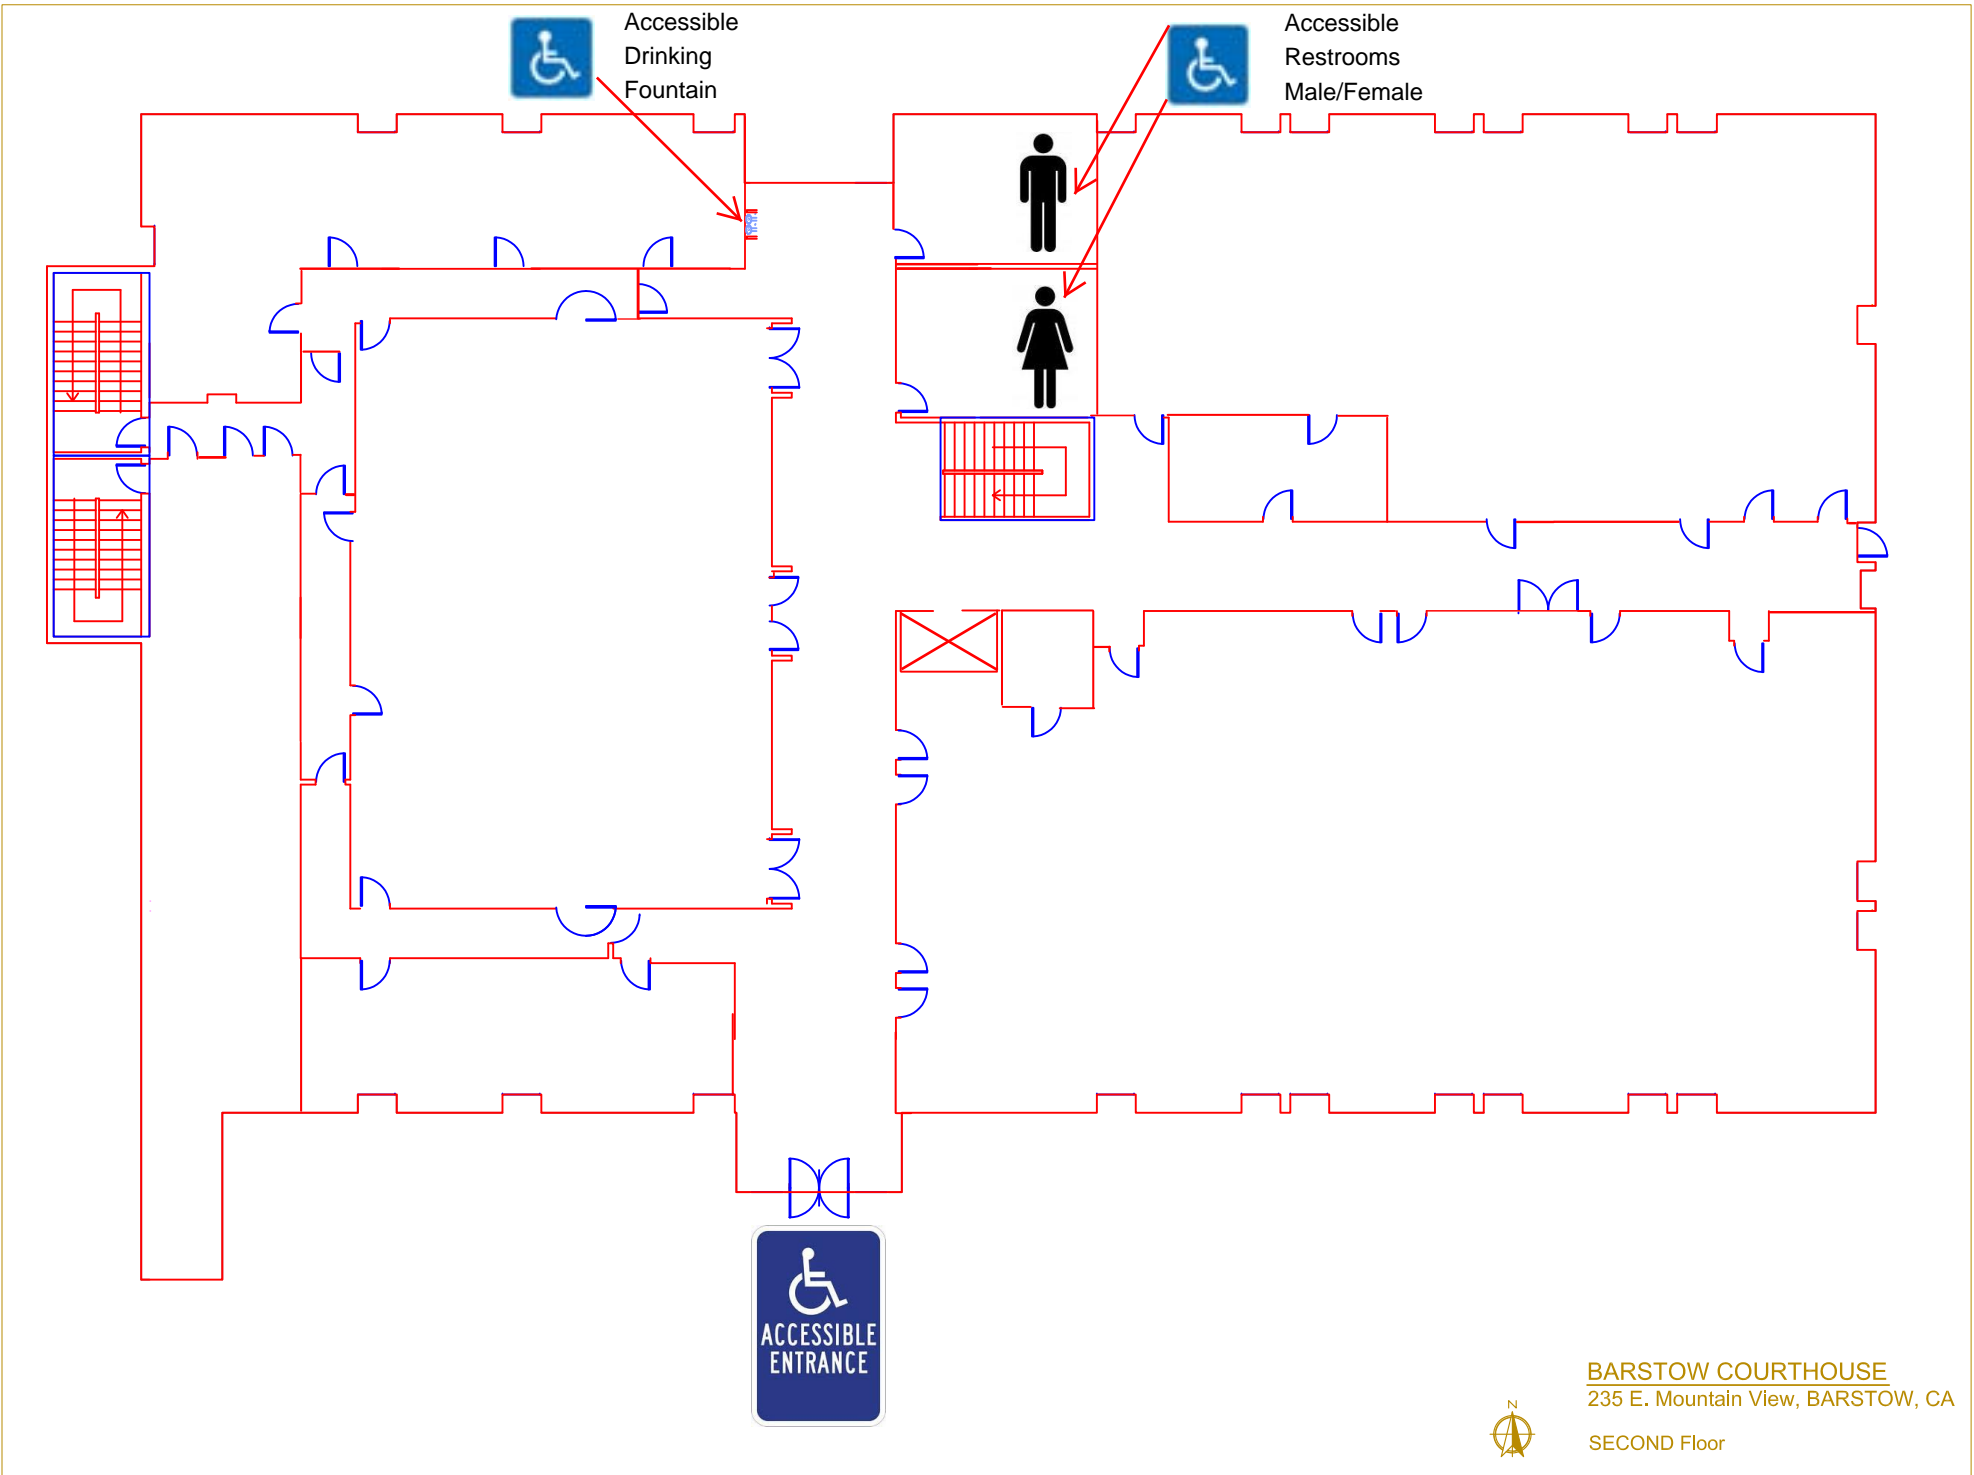 Accessible
Drinking
Fountain
Accessible
Restrooms
Male/Female
ACCESSIBLE
ENTRANCE
BARSTOW COURTHOUSE
235 E. Mountain View, BARSTOW, CA
N
SECOND Floor